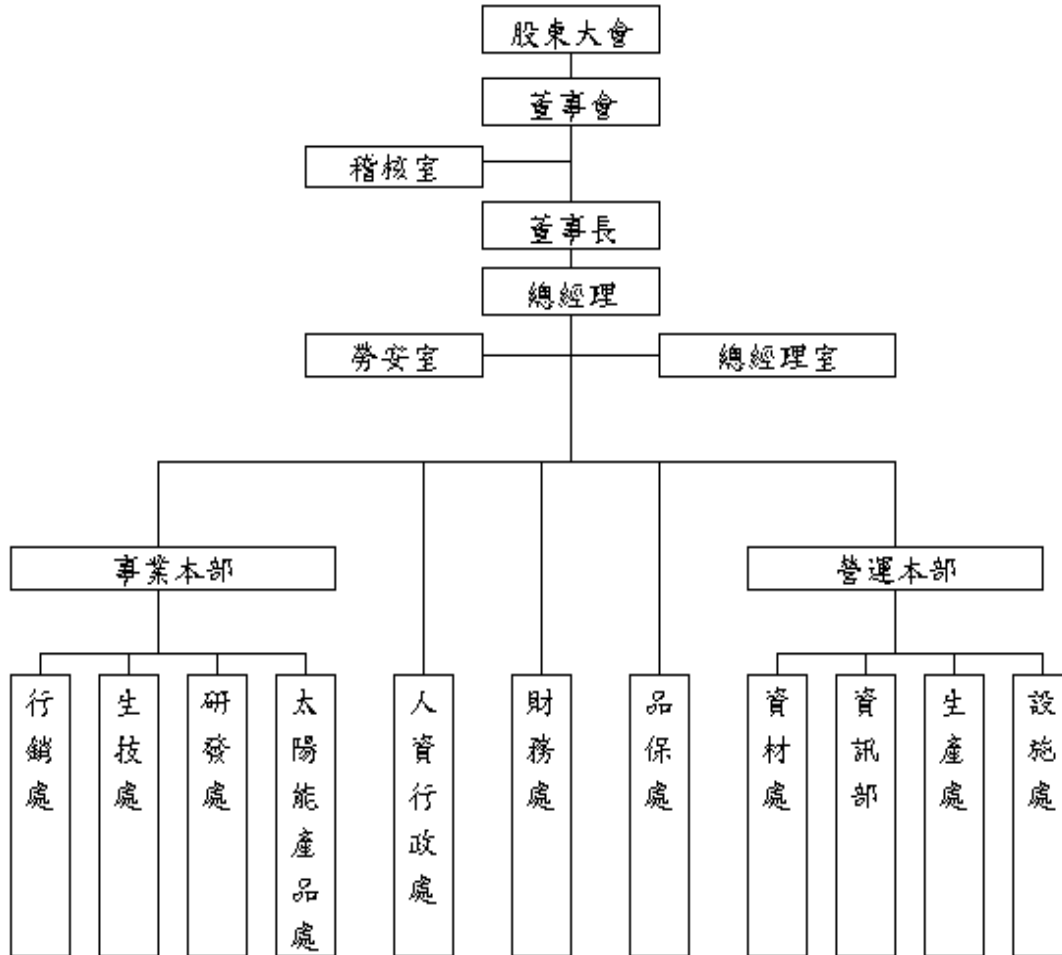 股東大會
董事會
稽核室
董事長
總經理
勞安室
總經理室
事業本部
營運本部
行銷處
生技處
研發處
太陽能產品處
人資行政處
財務處
品保處
資材處
資訊部
生產處
設施處